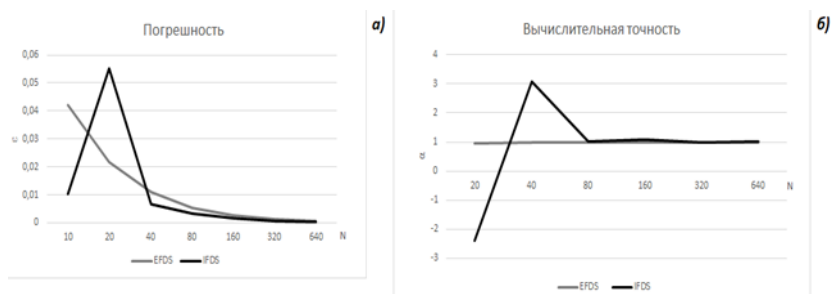 Погрешность
а)
0,06
0,05
0,04
0,03
0,02
0,01
0
ε
10 20 40 80 160 320 640 N
EFDS IFDS
Вычислительная точность
б)
4
3
2
1
0
-1
-2
-3
α
20 40 80 160 320 640 N
EFDS IFDS